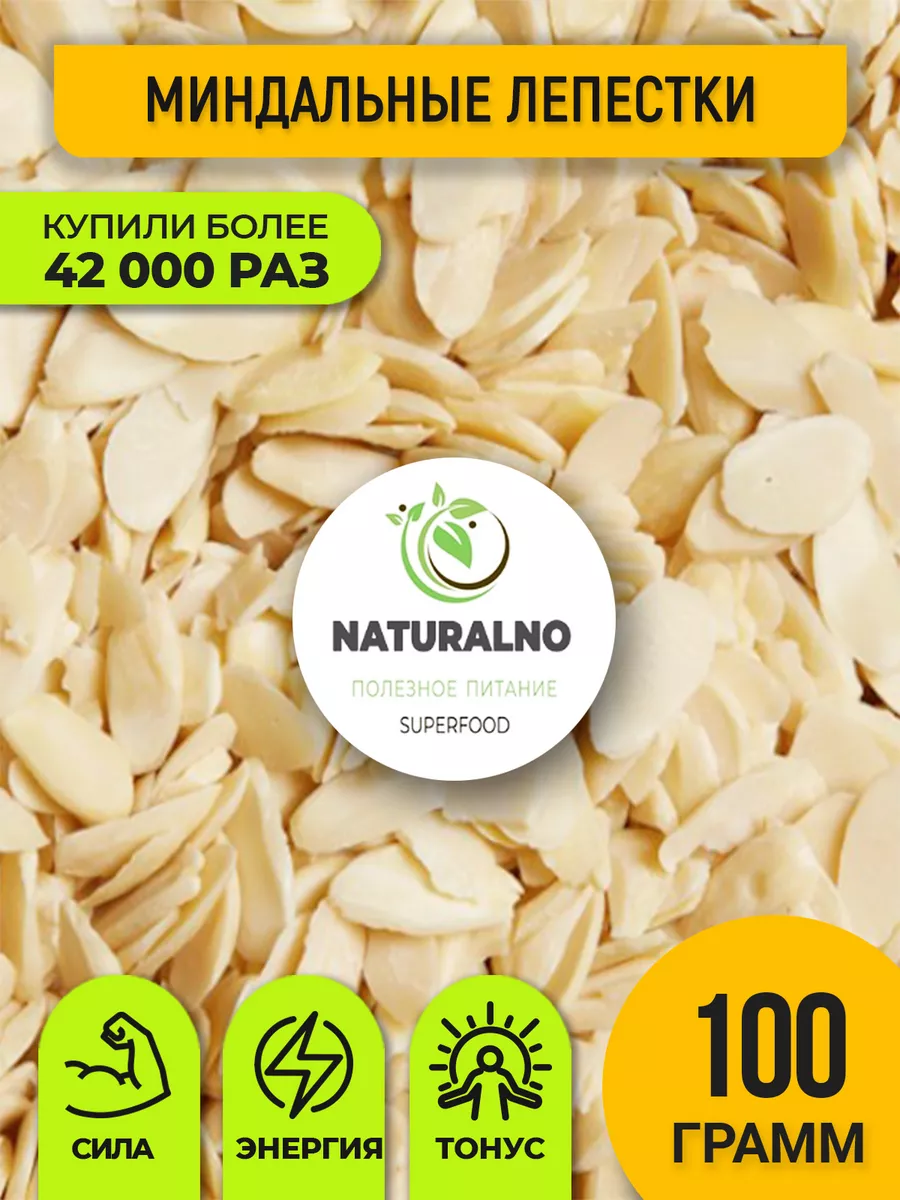 МИНДАЛЬНЫЕ ЛЕПЕСТКИ
КУПИЛИ БОЛЕЕ
42 000 РАЗ
NATURALNO
ПОЛЕЗНОЕ ПИТАНИЕ
SUPERFOOD
СИЛА
ЭНЕРГИЯ
ТОНУС
100
ГРАММ